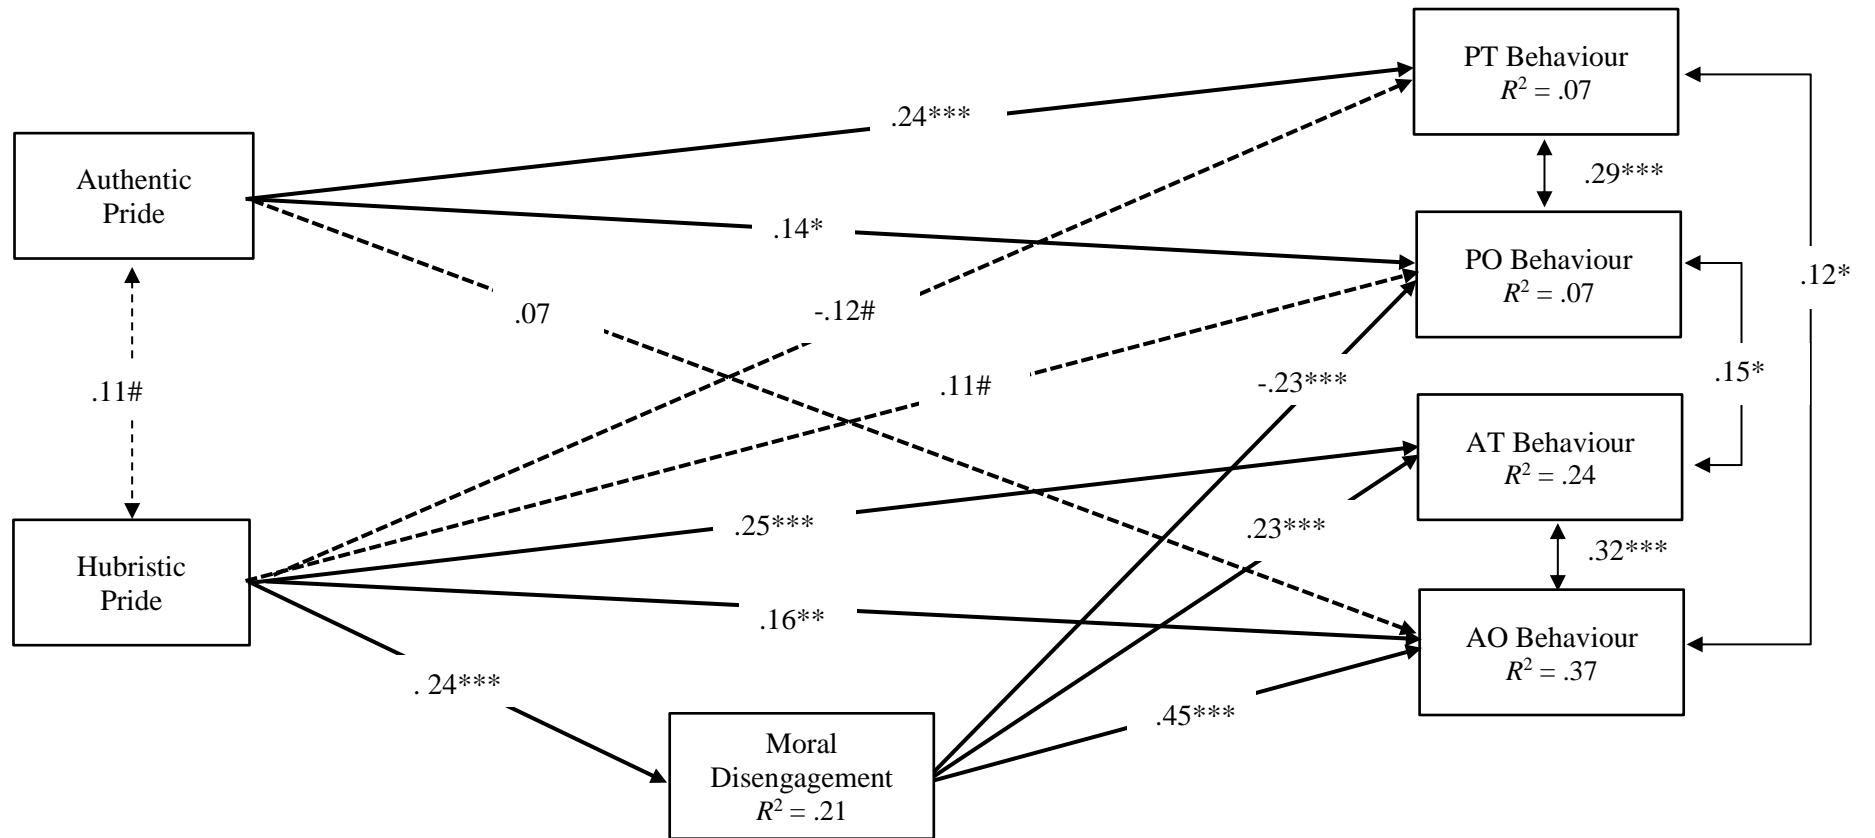 PT Behaviour
R² = .07
.24***
Authentic
Pride
.29***
.14*
PO Behaviour
R² = .07
.12*
.07
-.12#
.11#
.11#
-.23***
.15*
AT Behaviour
R² = .24
.25***
.23***
.32***
Hubristic
Pride
.16**
AO Behaviour
R² = .37
. 24***
.45***
Moral
Disengagement
R² = .21